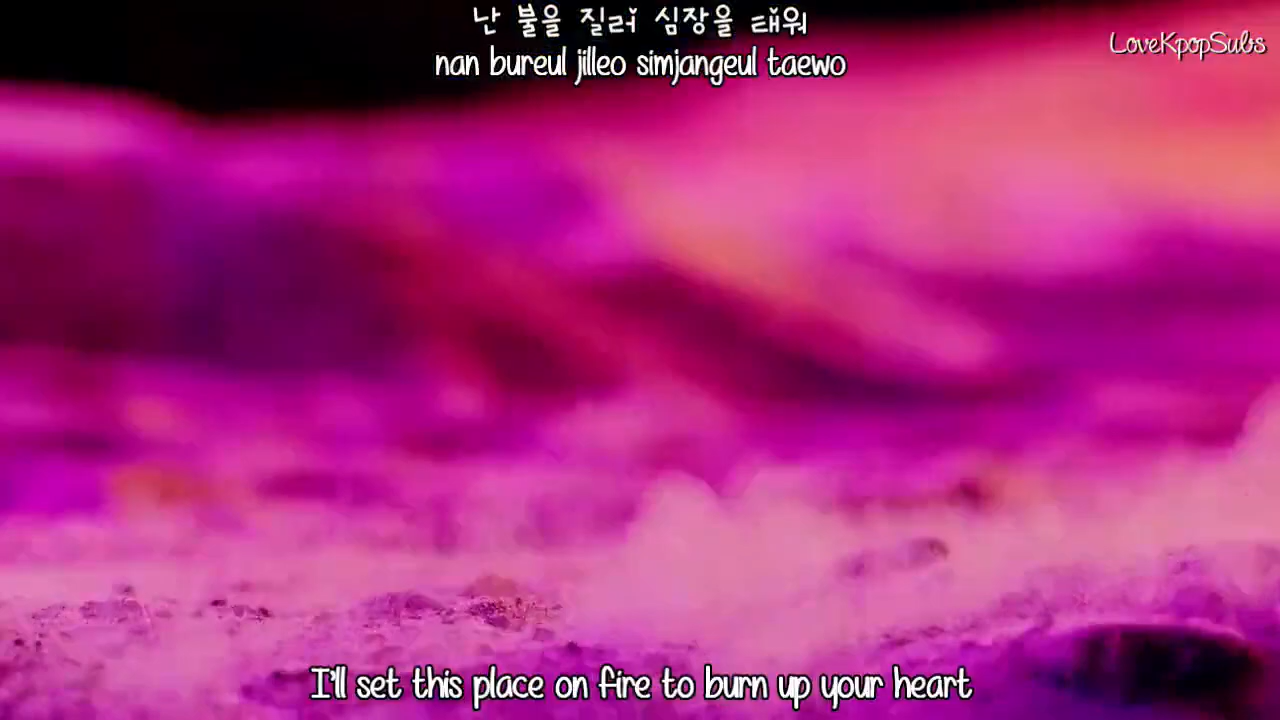 난 불을 질러 심장을 태워
LoveKpopSubs
nan bureul jilleo simjangeul taewo
I'll set this place on fire to burn up your heart